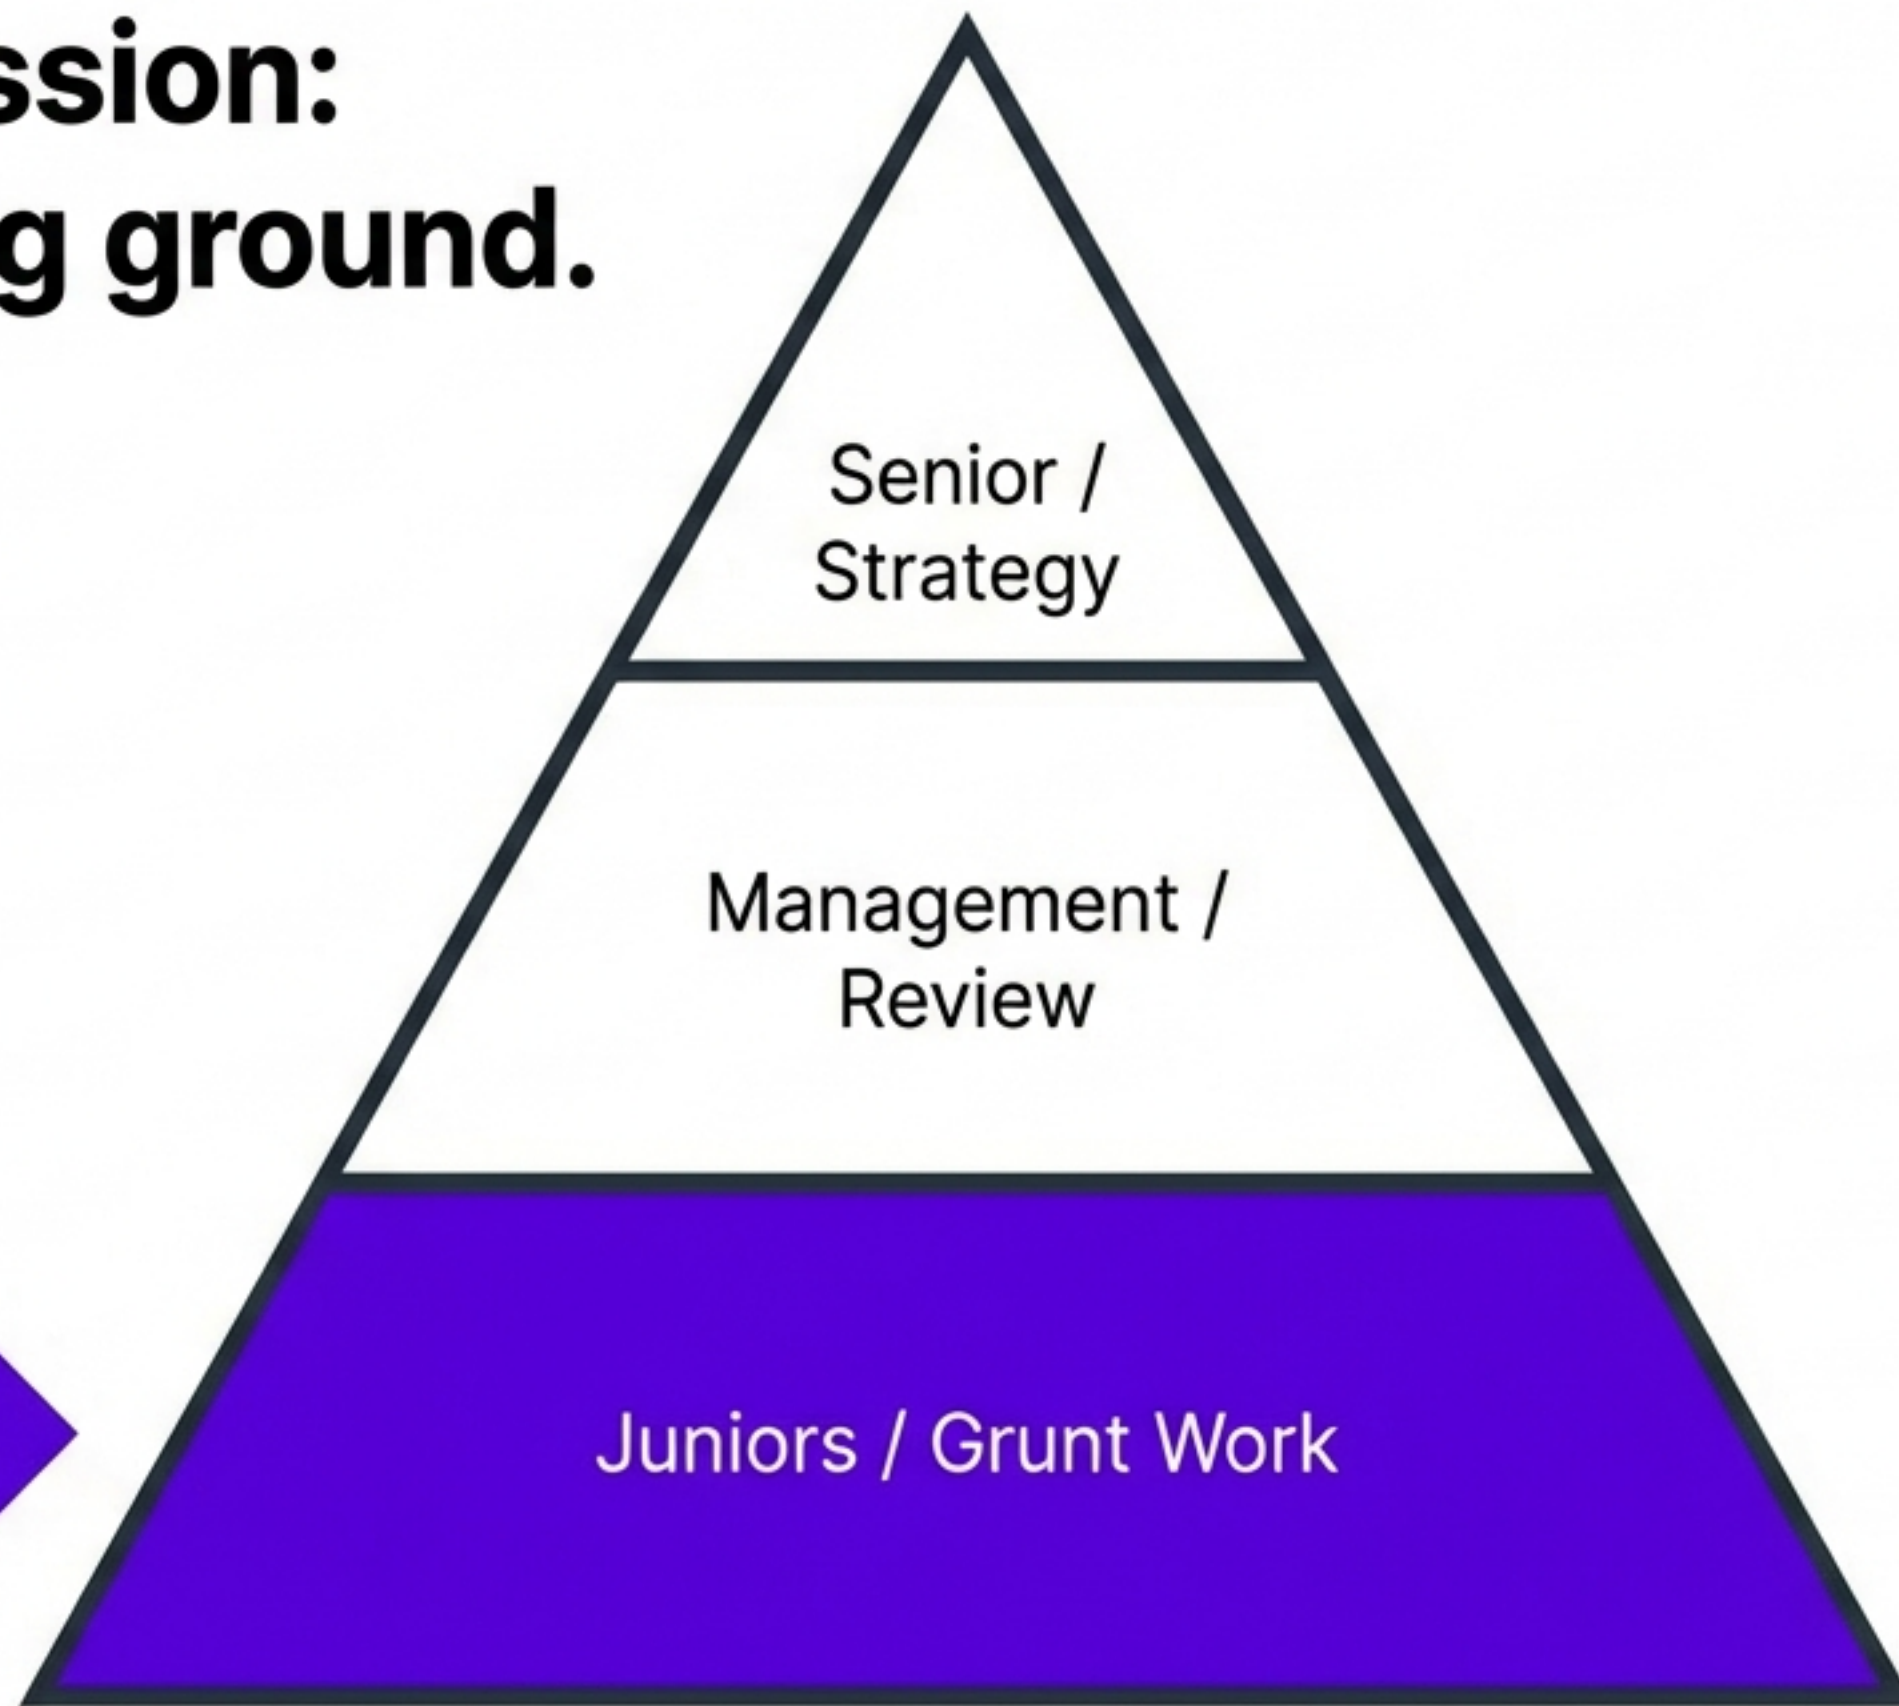 ssion:
g ground.
Senior /
Strategy
Management /
Review
Juniors / Grunt Work